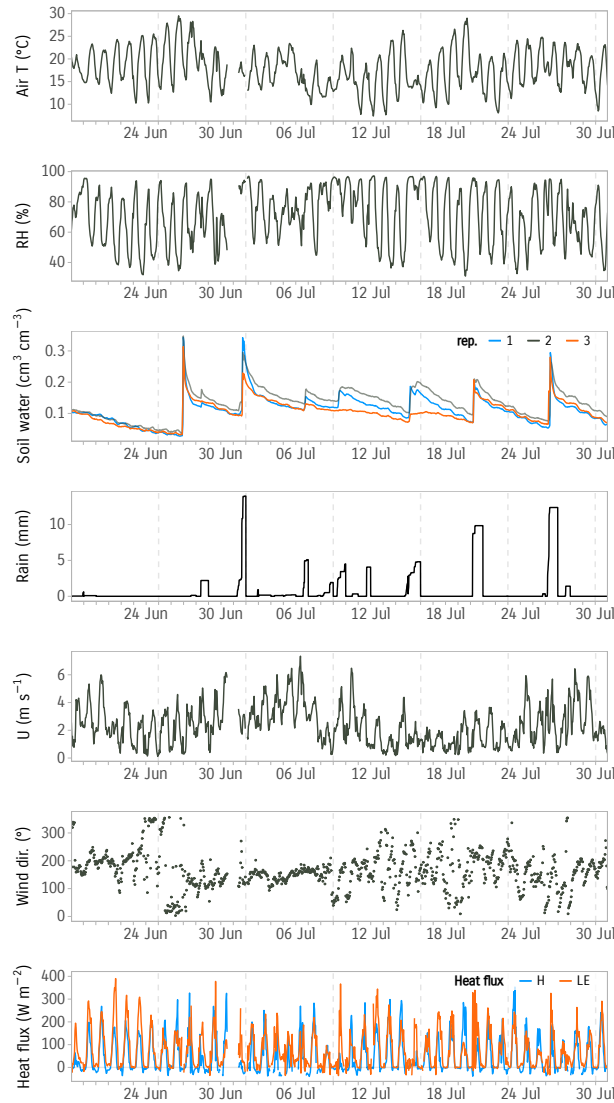 Air T (°C)
30
25
20
15
10
24 Jun 30 Jun 06 Jul 12 Jul 18 Jul 24 Jul 30 Jul
RH (%)
100
80
60
40
24 Jun 30 Jun 06 Jul 12 Jul 18 Jul 24 Jul 30 Jul
Soil water (cm³ cm⁻³)
rep. 1 2 3
0.3
0.2
0.1
24 Jun 30 Jun 06 Jul 12 Jul 18 Jul 24 Jul 30 Jul
Rain (mm)
10
5
0
24 Jun 30 Jun 06 Jul 12 Jul 18 Jul 24 Jul 30 Jul
U (m s⁻¹)
6
4
2
0
24 Jun 30 Jun 06 Jul 12 Jul 18 Jul 24 Jul 30 Jul
Wind dir. (°)
300
200
100
0
24 Jun 30 Jun 06 Jul 12 Jul 18 Jul 24 Jul 30 Jul
Heat flux (W m⁻²)
Heat flux H LE
400
300
200
100
0
24 Jun 30 Jun 06 Jul 12 Jul 18 Jul 24 Jul 30 Jul